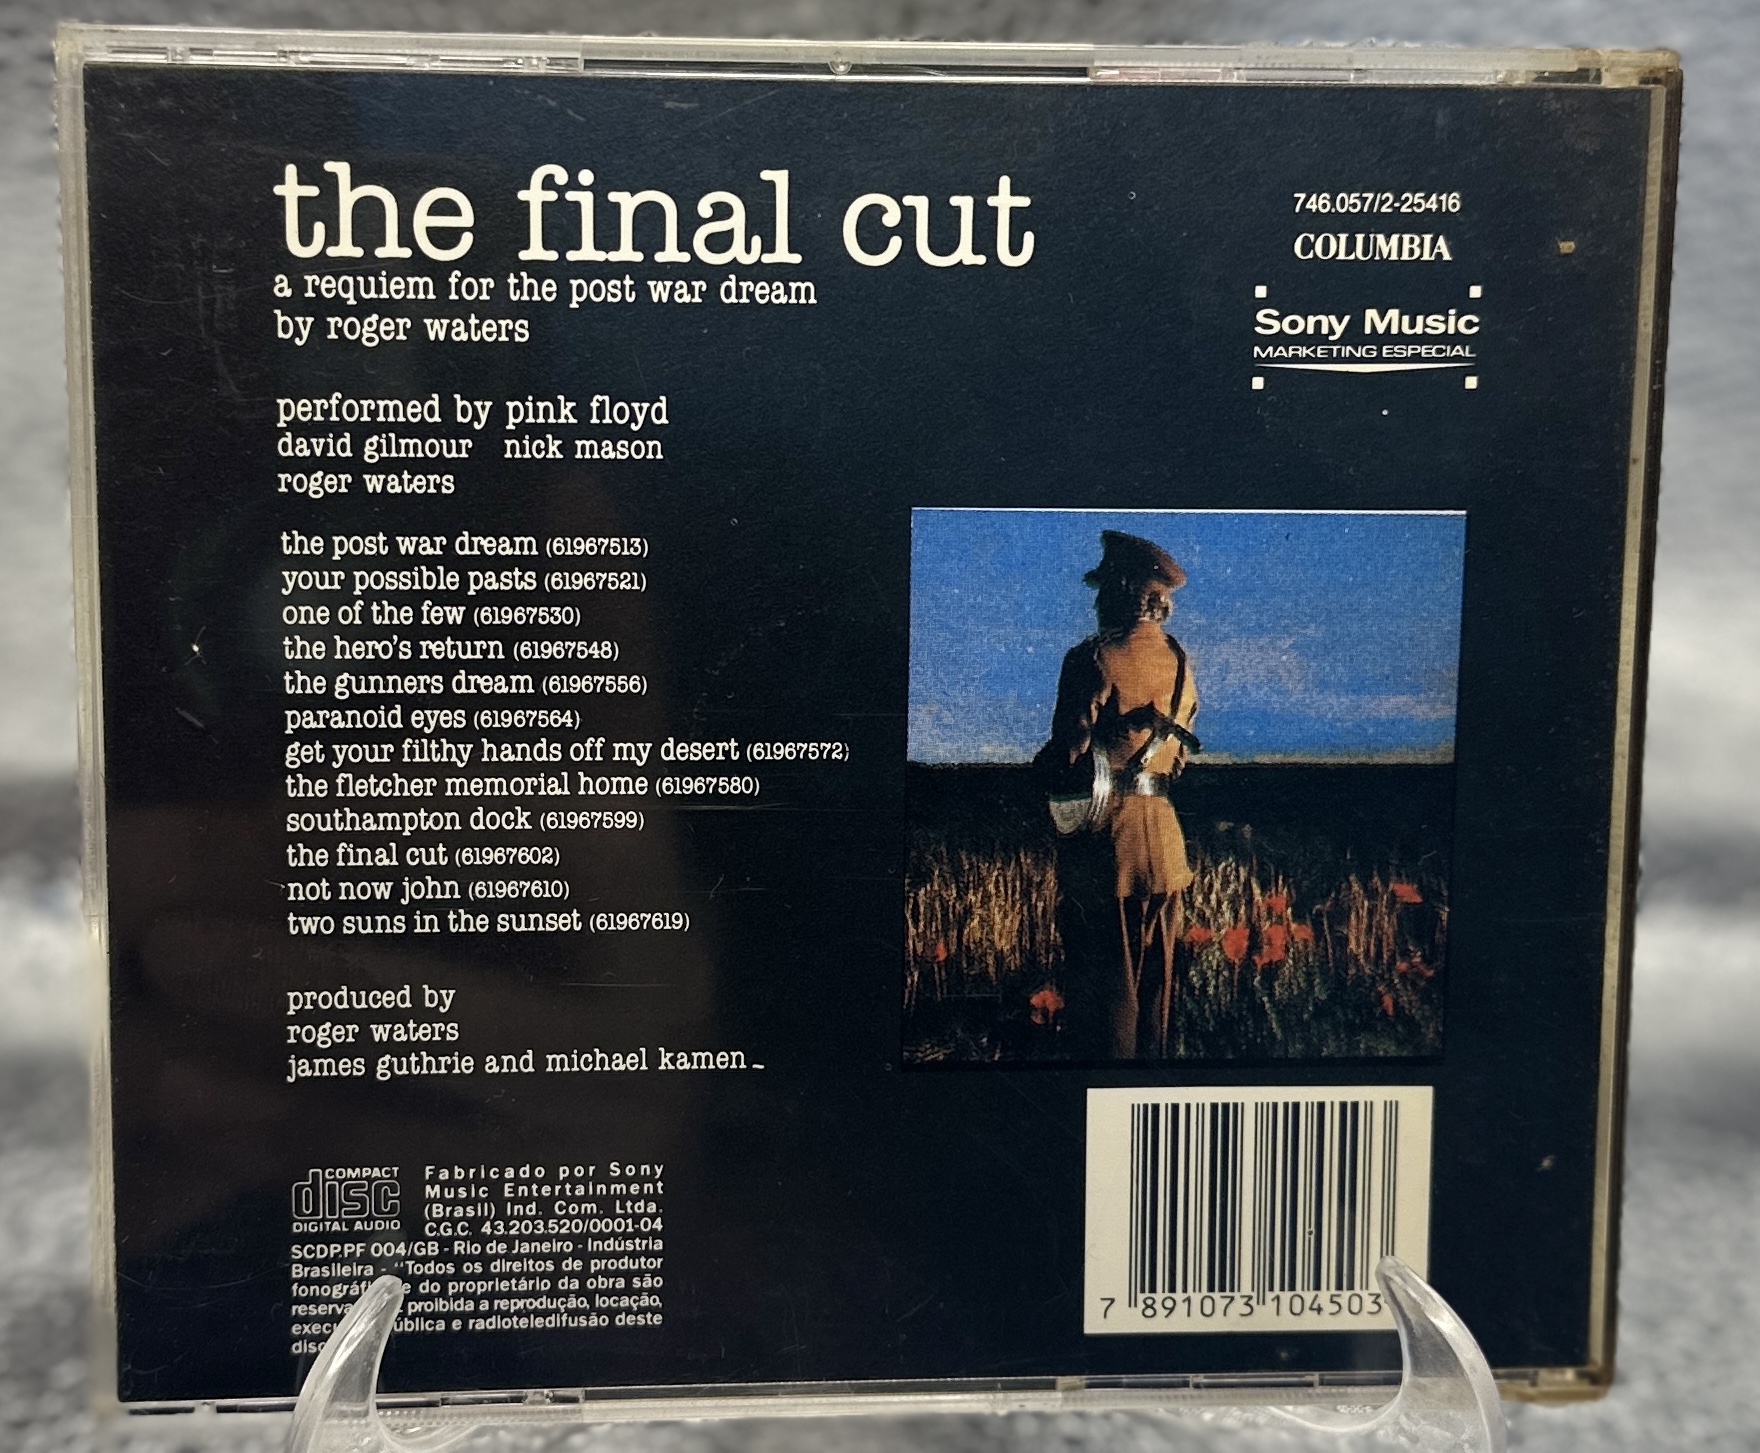 the final cut
a requiem for the post war dream
by roger waters
performed by pink floyd
david gilmour nick mason
roger waters
the post war dream (61967513)
your possible pasts (61967521)
one of the few (61967530)
the hero's return (61967548)
the gunners dream (61967556)
paranoid eyes (61967564)
get your filthy hands off my desert (61967572)
the fletcher memorial home (61967580)
southampton dock (61967599)
the final cut (61967602)
not now john (61967610)
two suns in the sunset (61967619)
produced by
roger waters
james guthrie and michael kamen
746.057/2-25416
COLUMBIA
Sony Music
MARKETING ESPECIAL
COMPACT
disc
DIGITAL AUDIO
Fabricado por Sony
Music Entertainment
(Brasil) Ind. Com. Ltda.
C.G.C. 43.203.520/0001-04
SCDP.PF 004/GB - Rio de Janeiro - Indústria
Brasileira - "Todos os direitos de produtor
do proprietário da obra são
proibida a reprodução, locação,
e radioteledifusão deste
7 891073 104503